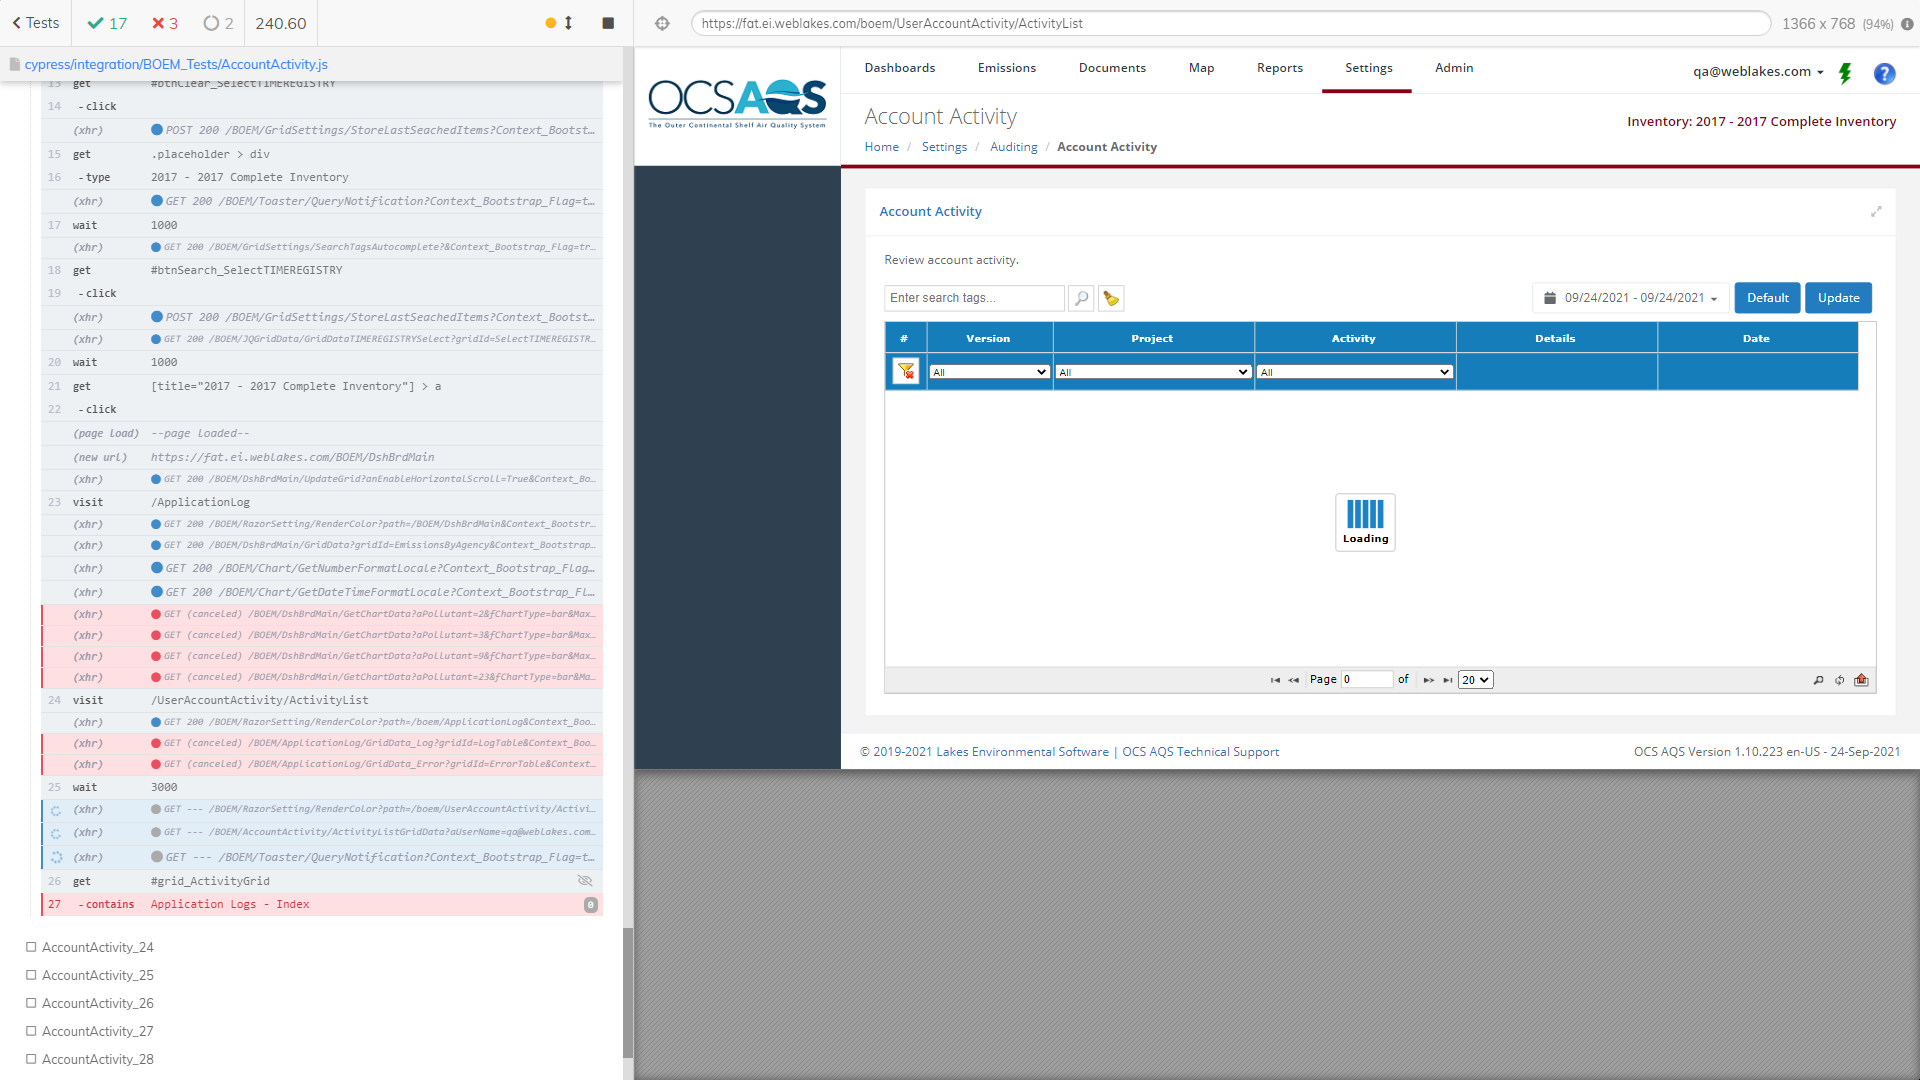 Tests 17 3 2 240.60
cypress/integration/BOEM_Tests/AccountActivity.js
13 get #btnClear_SelectTIMEREGISTRY
14 -click
(xhr) POST 200 /BOEM/GridSettings/StoreLastSeachedItems?Context_Bootst...
15 get .placeholder > div
16 -type 2017 - 2017 Complete Inventory
(xhr) GET 200 /BOEM/Toaster/QueryNotification?Context_Bootstrap_Flag=t...
17 wait 1000
(xhr) GET 200 /BOEM/GridSettings/SearchTagsAutocomplete?&Context_Bootstrap_Flag=tr...
18 get #btnSearch_SelectTIMEREGISTRY
19 -click
(xhr) POST 200 /BOEM/GridSettings/StoreLastSeachedItems?Context_Bootst...
(xhr) GET 200 /BOEM/JQGridData/GridDataTIMEREGISTRYSelect?gridId=SelectTIMEREGISTR...
20 wait 1000
21 get [title="2017 - 2017 Complete Inventory"] > a
22 -click
(page load) --page loaded--
(new url) https://fat.ei.weblakes.com/BOEM/DshBrdMain
(xhr) GET 200 /BOEM/DshBrdMain/UpdateGrid?anEnableHorizontalScroll=True&Context_Bo...
23 visit /ApplicationLog
(xhr) GET 200 /BOEM/RazorSetting/RenderColor?path=/BOEM/DshBrdMain&Context_Bootstr...
(xhr) GET 200 /BOEM/DshBrdMain/GridData?gridId=EmissionsByAgency&Context_Bootstrap...
(xhr) GET 200 /BOEM/Chart/GetNumberFormatLocale?Context_Bootstrap_Flag...
(xhr) GET 200 /BOEM/Chart/GetDateTimeFormatLocale?Context_Bootstrap_Fl...
(xhr) GET (canceled) /BOEM/DshBrdMain/GetChartData?aPollutant=2&fChartType=bar&Max...
(xhr) GET (canceled) /BOEM/DshBrdMain/GetChartData?aPollutant=3&fChartType=bar&Max...
(xhr) GET (canceled) /BOEM/DshBrdMain/GetChartData?aPollutant=9&fChartType=bar&Max...
(xhr) GET (canceled) /BOEM/DshBrdMain/GetChartData?aPollutant=23&fChartType=bar&Ma...
24 visit /UserAccountActivity/ActivityList
(xhr) GET 200 /BOEM/RazorSetting/RenderColor?path=/boem/ApplicationLog&Context_Boo...
(xhr) GET (canceled) /BOEM/ApplicationLog/GridData_Log?gridId=LogTable&Context_Boo...
(xhr) GET (canceled) /BOEM/ApplicationLog/GridData_Error?gridId=ErrorTable&Context...
25 wait 3000
(xhr) GET --- /BOEM/RazorSetting/RenderColor?path=/boem/UserAccountActivity/Activi...
(xhr) GET --- /BOEM/AccountActivity/ActivityListGridData?aUserName=qa@weblakes.com...
(xhr) GET --- /BOEM/Toaster/QueryNotification?Context_Bootstrap_Flag=t...
26 get #grid_ActivityGrid
27 -contains Application Logs - Index 0
AccountActivity_24
AccountActivity_25
AccountActivity_26
AccountActivity_27
AccountActivity_28
https://fat.ei.weblakes.com/boem/UserAccountActivity/ActivityList 1366 x 768 (94%)
OCSAQS
The Outer Continental Shelf Air Quality System
Dashboards Emissions Documents Map Reports Settings Admin qa@weblakes.com ?
Account Activity
Inventory: 2017 - 2017 Complete Inventory
Home / Settings / Auditing / Account Activity
Account Activity
Review account activity.
Enter search tags... 09/24/2021 - 09/24/2021 Default Update
# Version Project Activity Details Date
All All All
Loading
Page 0 of 20
© 2019-2021 Lakes Environmental Software | OCS AQS Technical Support OCS AQS Version 1.10.223 en-US - 24-Sep-2021